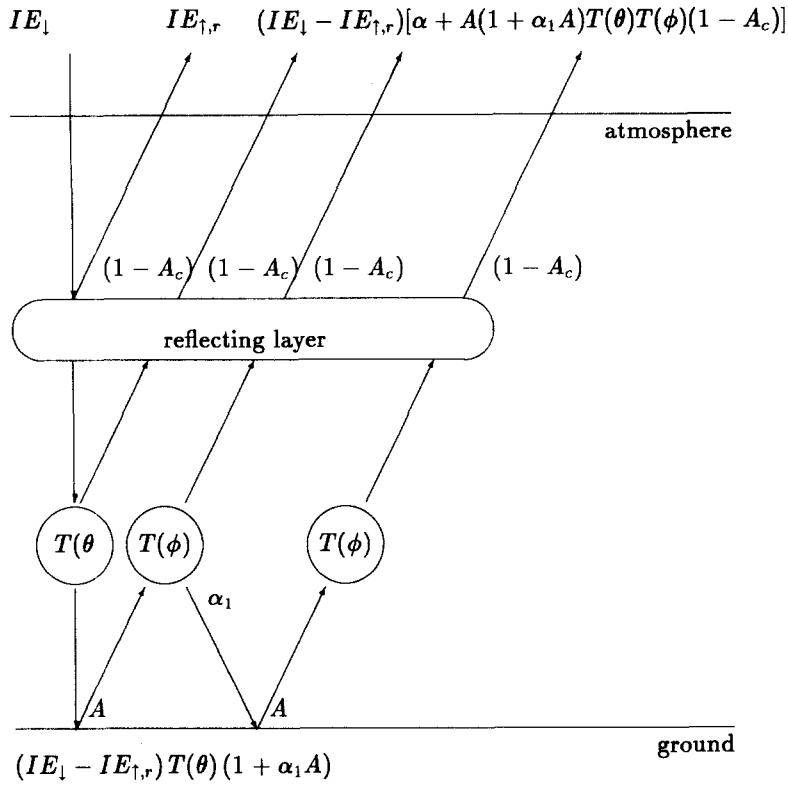 IE↓ IE↑,r (IE↓ − IE↑,r)[α + A(1 + α₁A)T(θ)T(ϕ)(1 − A_c)]
atmosphere
(1 − A_c) (1 − A_c) (1 − A_c) (1 − A_c)
reflecting layer
T(θ T(ϕ) T(ϕ)
α₁
A A
ground
(IE↓ − IE↑,r) T(θ) (1 + α₁A)